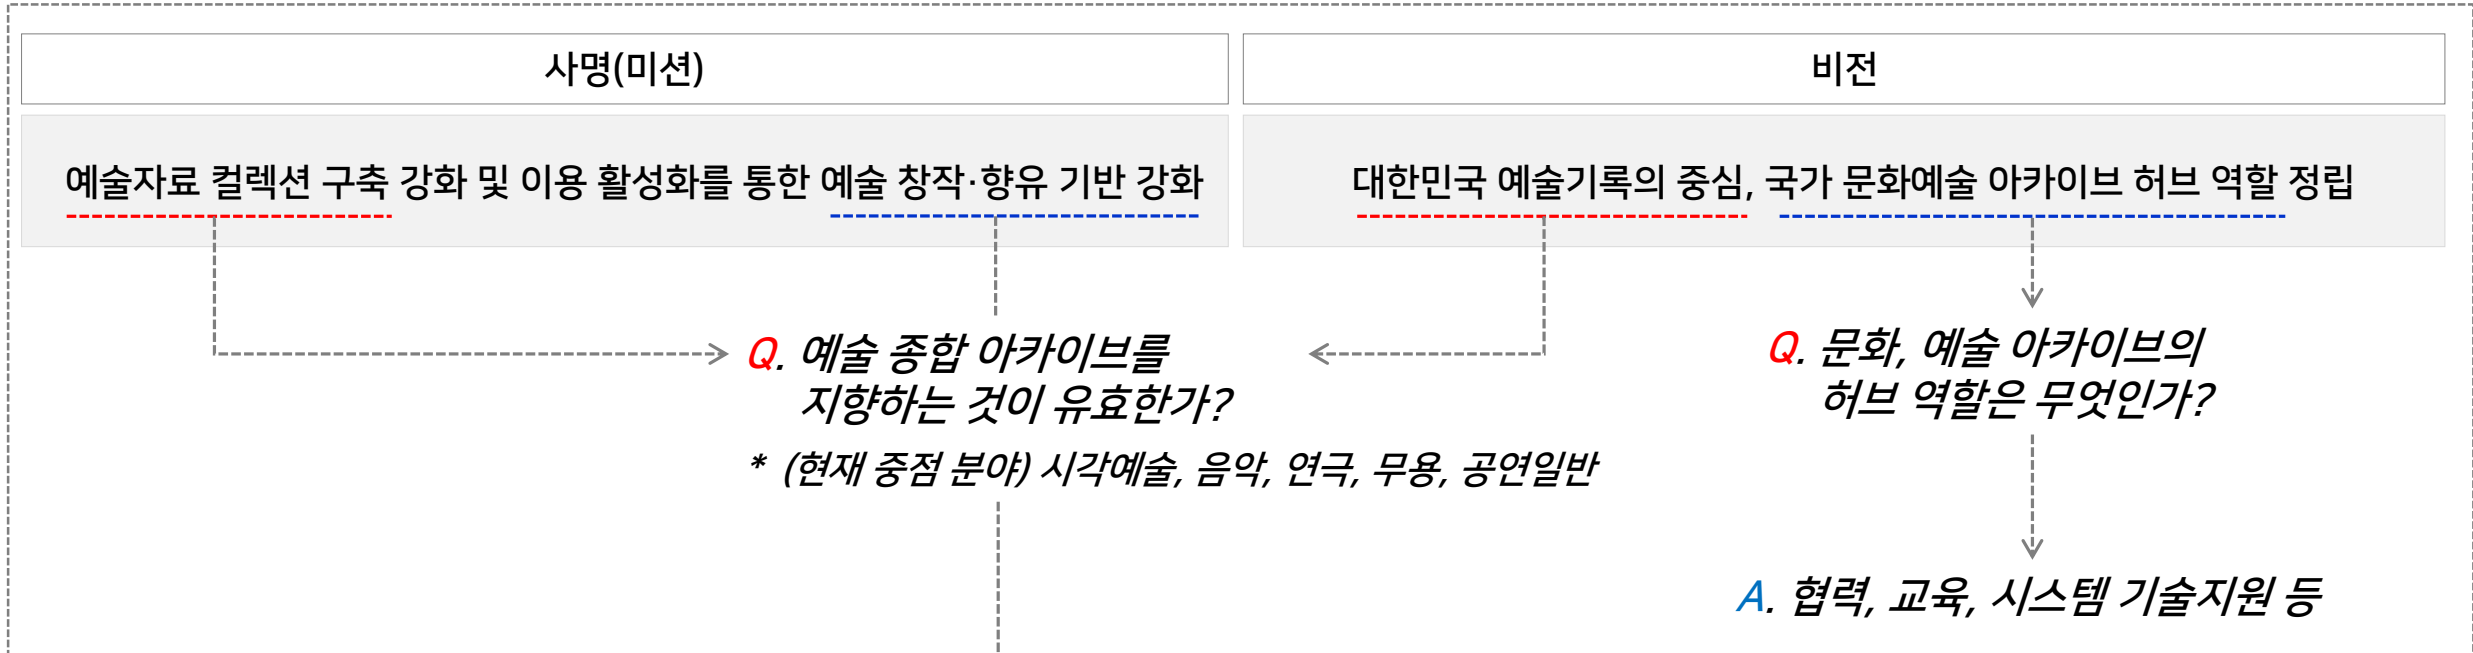 사명(미션)
비전
예술자료 컬렉션 구축 강화 및 이용 활성화를 통한 예술 창작·향유 기반 강화
대한민국 예술기록의 중심, 국가 문화예술 아카이브 허브 역할 정립
Q. 예술 종합 아카이브를
지향하는 것이 유효한가?
* (현재 중점 분야) 시각예술, 음악, 연극, 무용, 공연일반
Q. 문화, 예술 아카이브의
허브 역할은 무엇인가?
A. 협력, 교육, 시스템 기술지원 등